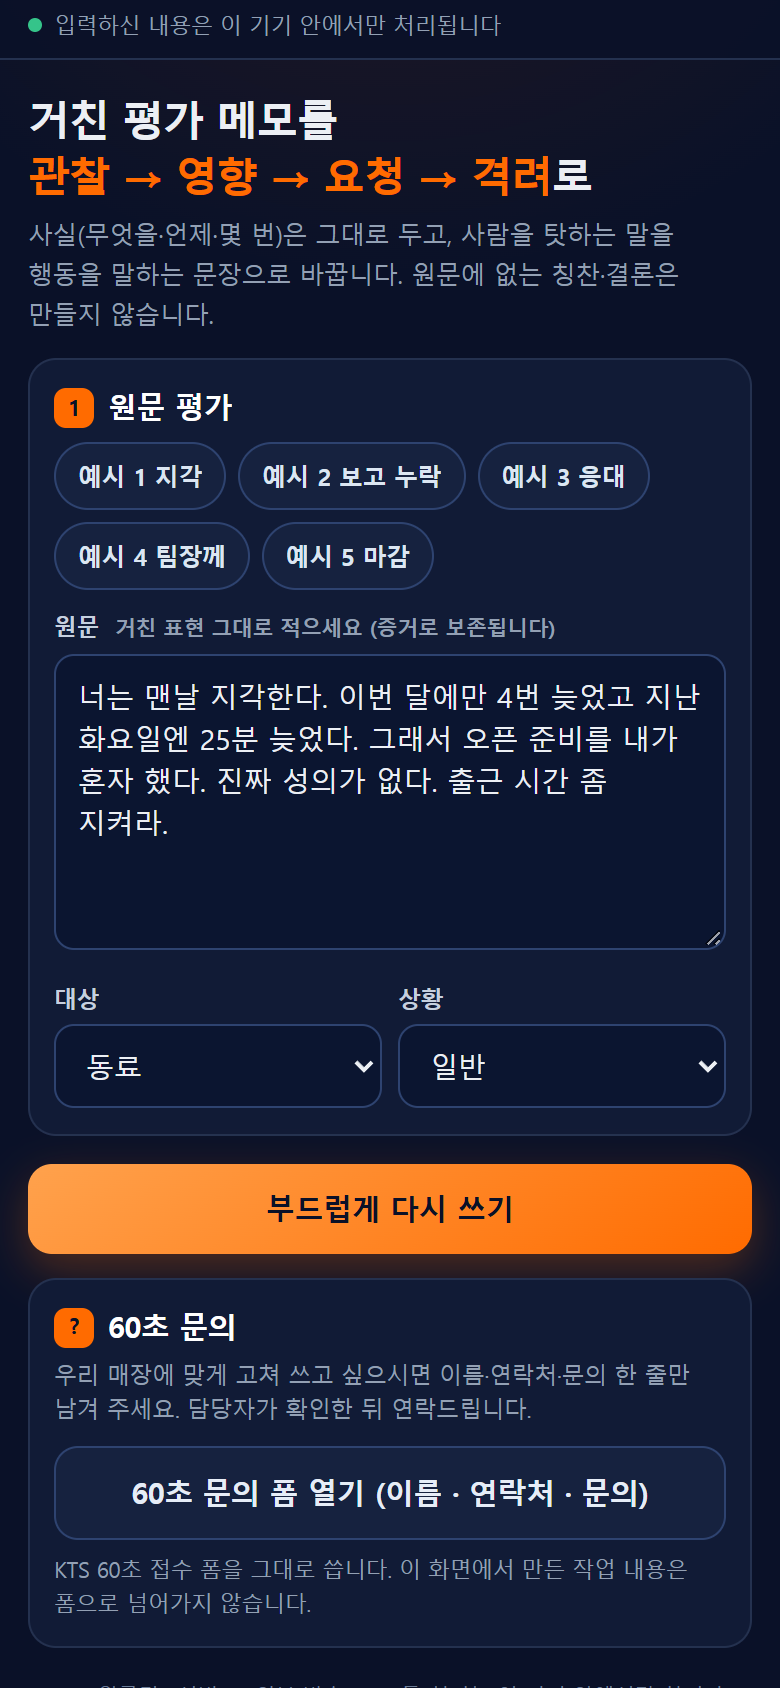 입력하신 내용은 이 기기 안에서만 처리됩니다
거친 평가 메모를
관찰 → 영향 → 요청 → 격려로
사실(무엇을·언제·몇 번)은 그대로 두고, 사람을 탓하는 말을
행동을 말하는 문장으로 바꿉니다. 원문에 없는 칭찬·결론은
만들지 않습니다.
1 원문 평가
예시 1 지각 예시 2 보고 누락 예시 3 응대
예시 4 팀장께 예시 5 마감
원문 거친 표현 그대로 적으세요 (증거로 보존됩니다)
너는 맨날 지각한다. 이번 달에만 4번 늦었고 지난
화요일엔 25분 늦었다. 그래서 오픈 준비를 내가
혼자 했다. 진짜 성의가 없다. 출근 시간 좀
지켜라.
대상 상황
동료 일반
부드럽게 다시 쓰기
? 60초 문의
우리 매장에 맞게 고쳐 쓰고 싶으시면 이름·연락처·문의 한 줄만
남겨 주세요. 담당자가 확인한 뒤 연락드립니다.
60초 문의 폼 열기 (이름 · 연락처 · 문의)
KTS 60초 접수 폼을 그대로 씁니다. 이 화면에서 만든 작업 내용은
폼으로 넘어가지 않습니다.